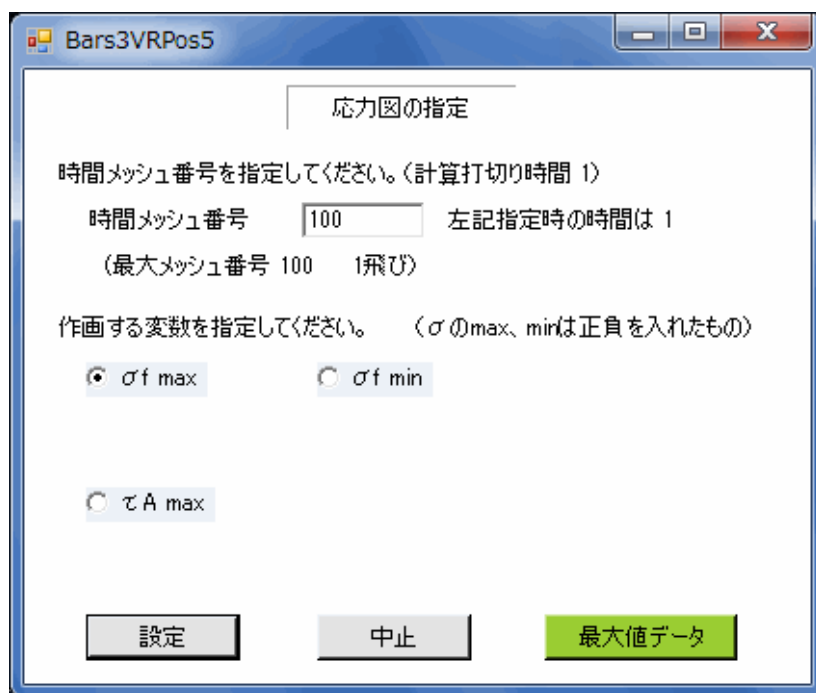 Bars3VRPos5
応力図の指定
時間メッシュ番号を指定してください。(計算打切り時間 1)
時間メッシュ番号 100 左記指定時の時間は 1
(最大メッシュ番号 100 1飛び)
作画する変数を指定してください。 (σのmax、minは正負を入れたもの)
σf max σf min
τA max
設定 中止 最大値データ